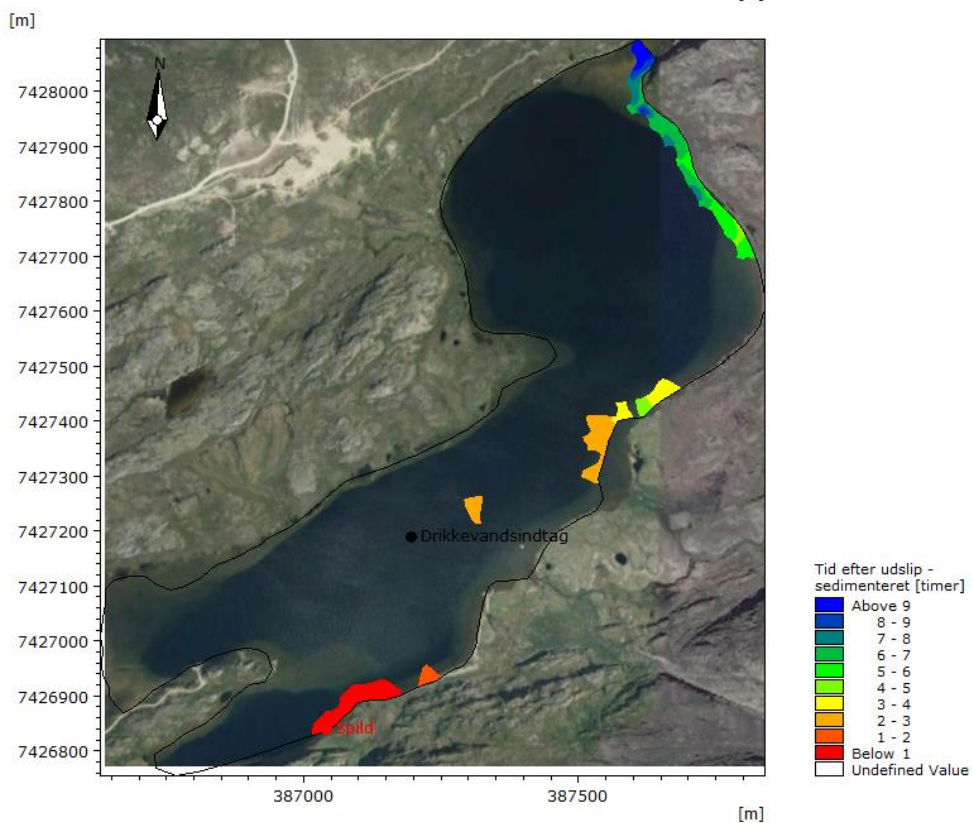 [m]
N
7428000
7427900
7427800
7427700
7427600
7427500
7427400
7427300
7427200
7427100
7427000
7426900
7426800
Drikkevandsindtag
Spild
387000
387500
[m]
Tid efter udslip -
sedimenteret [timer]
Above 9
8 - 9
7 - 8
6 - 7
5 - 6
4 - 5
3 - 4
2 - 3
1 - 2
Below 1
Undefined Value